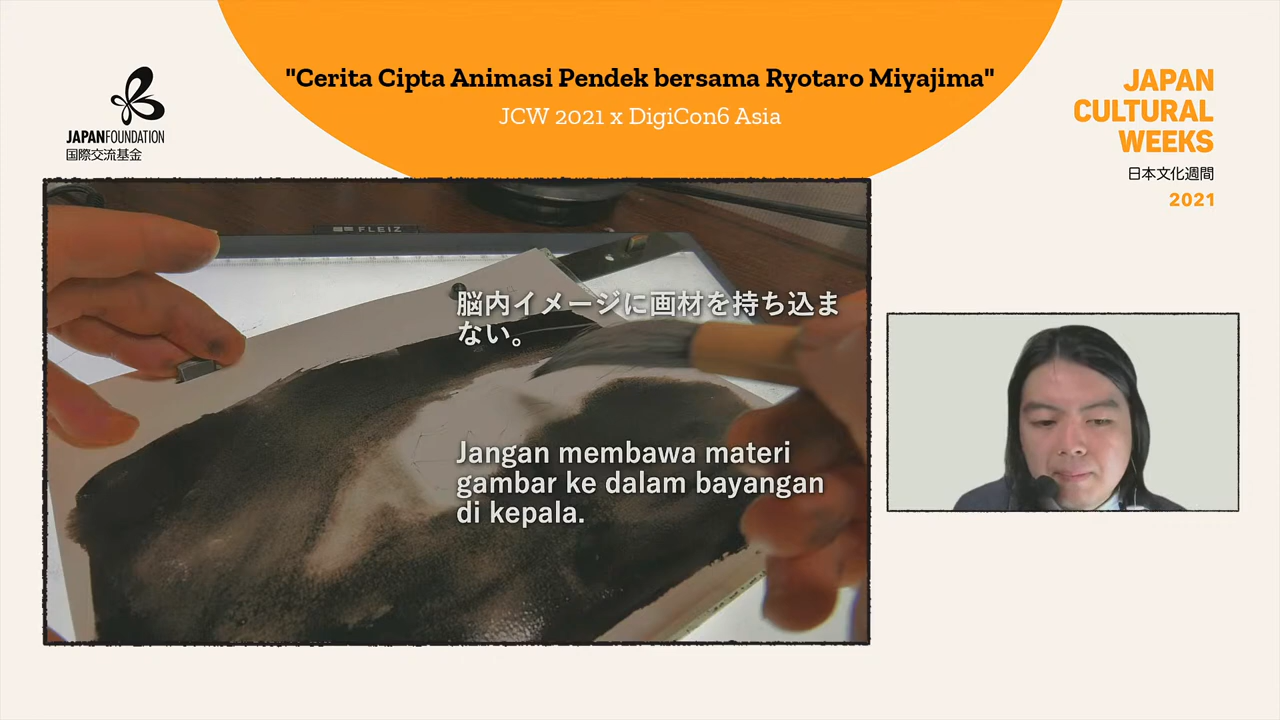 "Cerita Cipta Animasi Pendek bersama Ryotaro Miyajima"
JCW 2021 x DigiCon6 Asia
JAPANFOUNDATION
国際交流基金
JAPAN
CULTURAL
WEEKS
日本文化週間
2021
FLEIZ
脳内イメージに画材を持ち込ま
ない。
Jangan membawa materi
gambar ke dalam bayangan
di kepala.